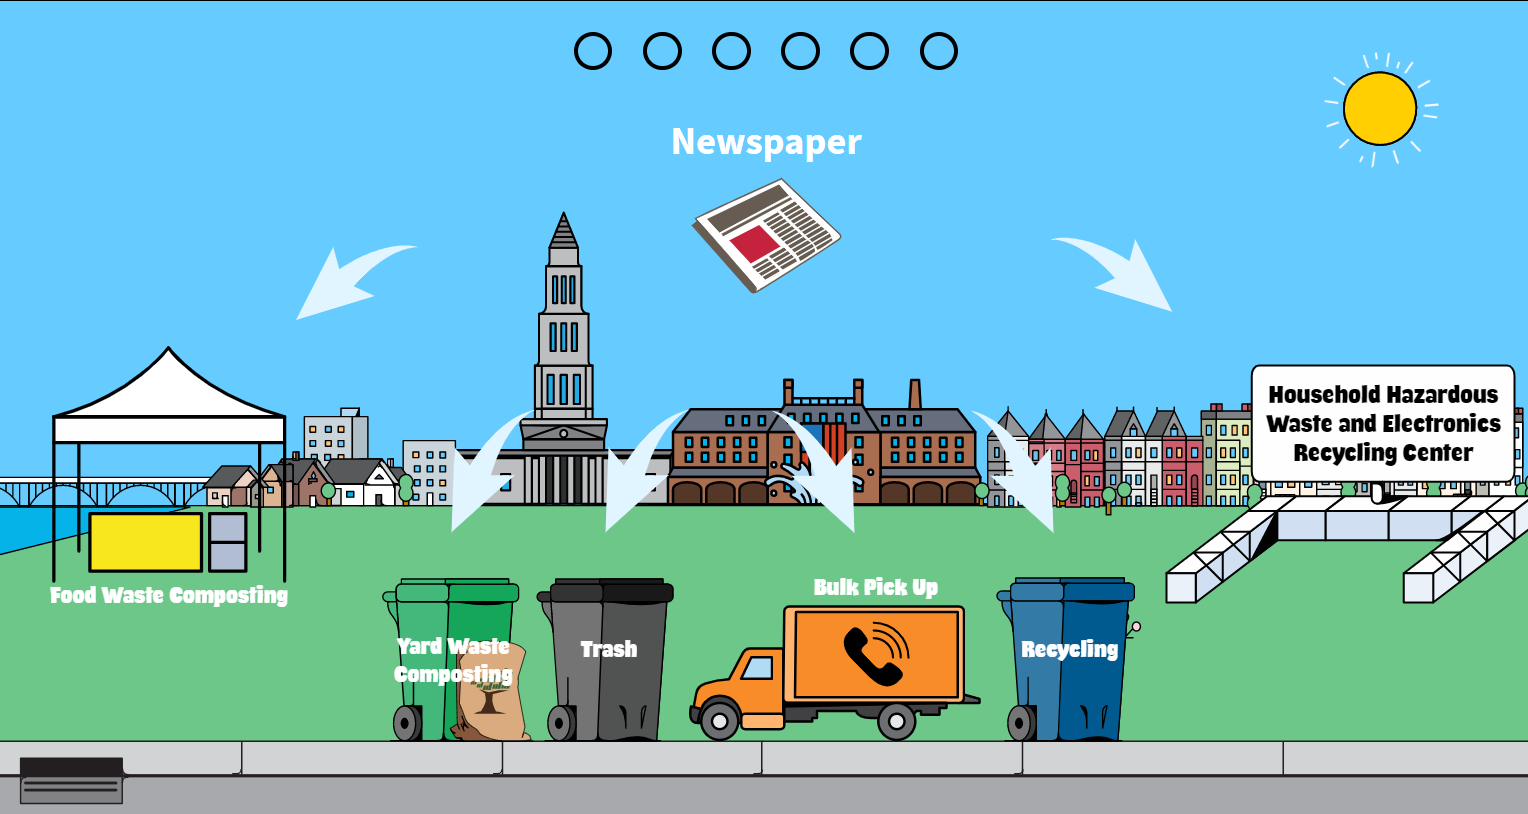 Newspaper
Household Hazardous
Waste and Electronics
Recycling Center
Food Waste Composting
Bulk Pick Up
Yard Waste
Composting
Trash
Recycling